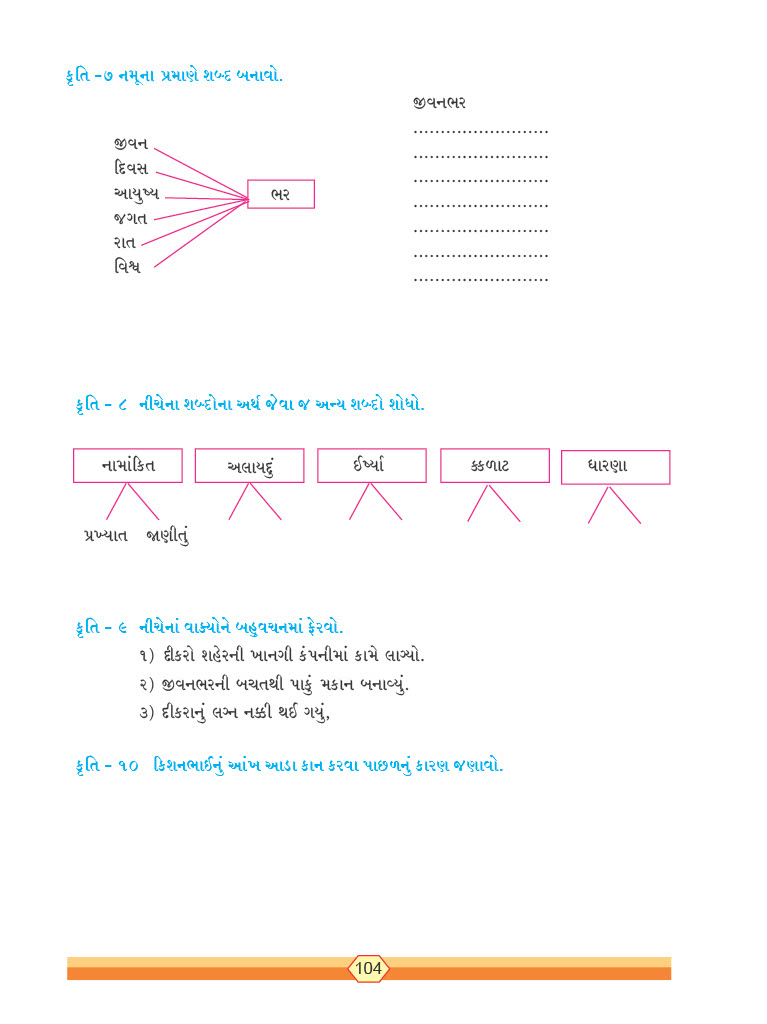 કૃતિ -૭ નમૂના પ્રમાણે શબ્દ બનાવો.
જીવન
દિવસ
આયુષ્ય
જગત
રાત
વિશ્વ
ભર
જીવનભર
.........................
.........................
.........................
.........................
.........................
.........................
.........................
કૃતિ - ૮ નીચેના શબ્દોના અર્થ જેવા જ અન્ય શબ્દો શોધો.
નામાંકિત અલાયદું ઈર્ષ્યા કકળાટ ધારણા
પ્રખ્યાત જાણીતું
કૃતિ - ૯ નીચેનાં વાક્યોને બહુવચનમાં ફેરવો.
૧) દીકરો શહેરની ખાનગી કંપનીમાં કામે લાગ્યો.
૨) જીવનભરની બચતથી પાકું મકાન બનાવ્યું.
૩) દીકરાનું લગ્ન નક્કી થઈ ગયું,
કૃતિ - ૧૦ કિશનભાઈનું આંખ આડા કાન કરવા પાછળનું કારણ જણાવો.
104